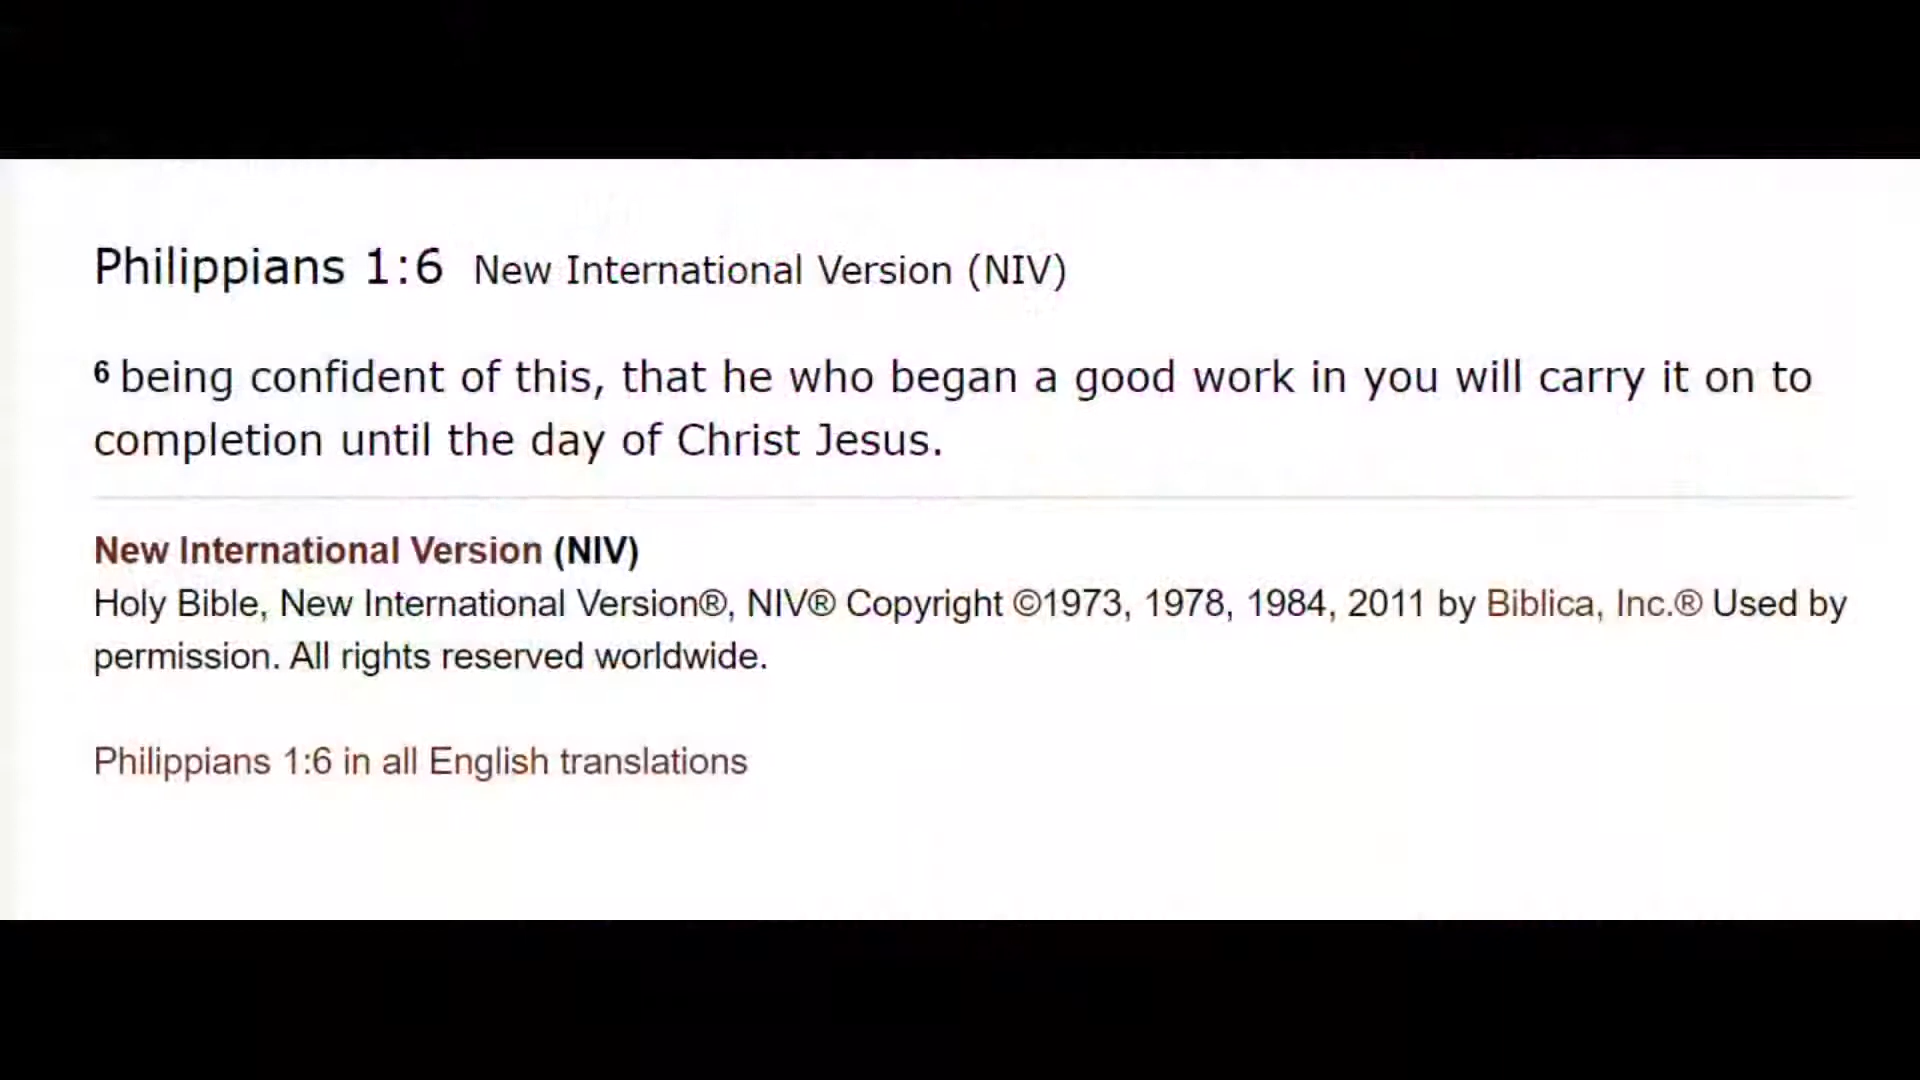 Philippians 1:6 New International Version (NIV)
6 being confident of this, that he who began a good work in you will carry it on to
completion until the day of Christ Jesus.
New International Version (NIV)
Holy Bible, New International Version®, NIV® Copyright ©1973, 1978, 1984, 2011 by Biblica, Inc.® Used by
permission. All rights reserved worldwide.
Philippians 1:6 in all English translations